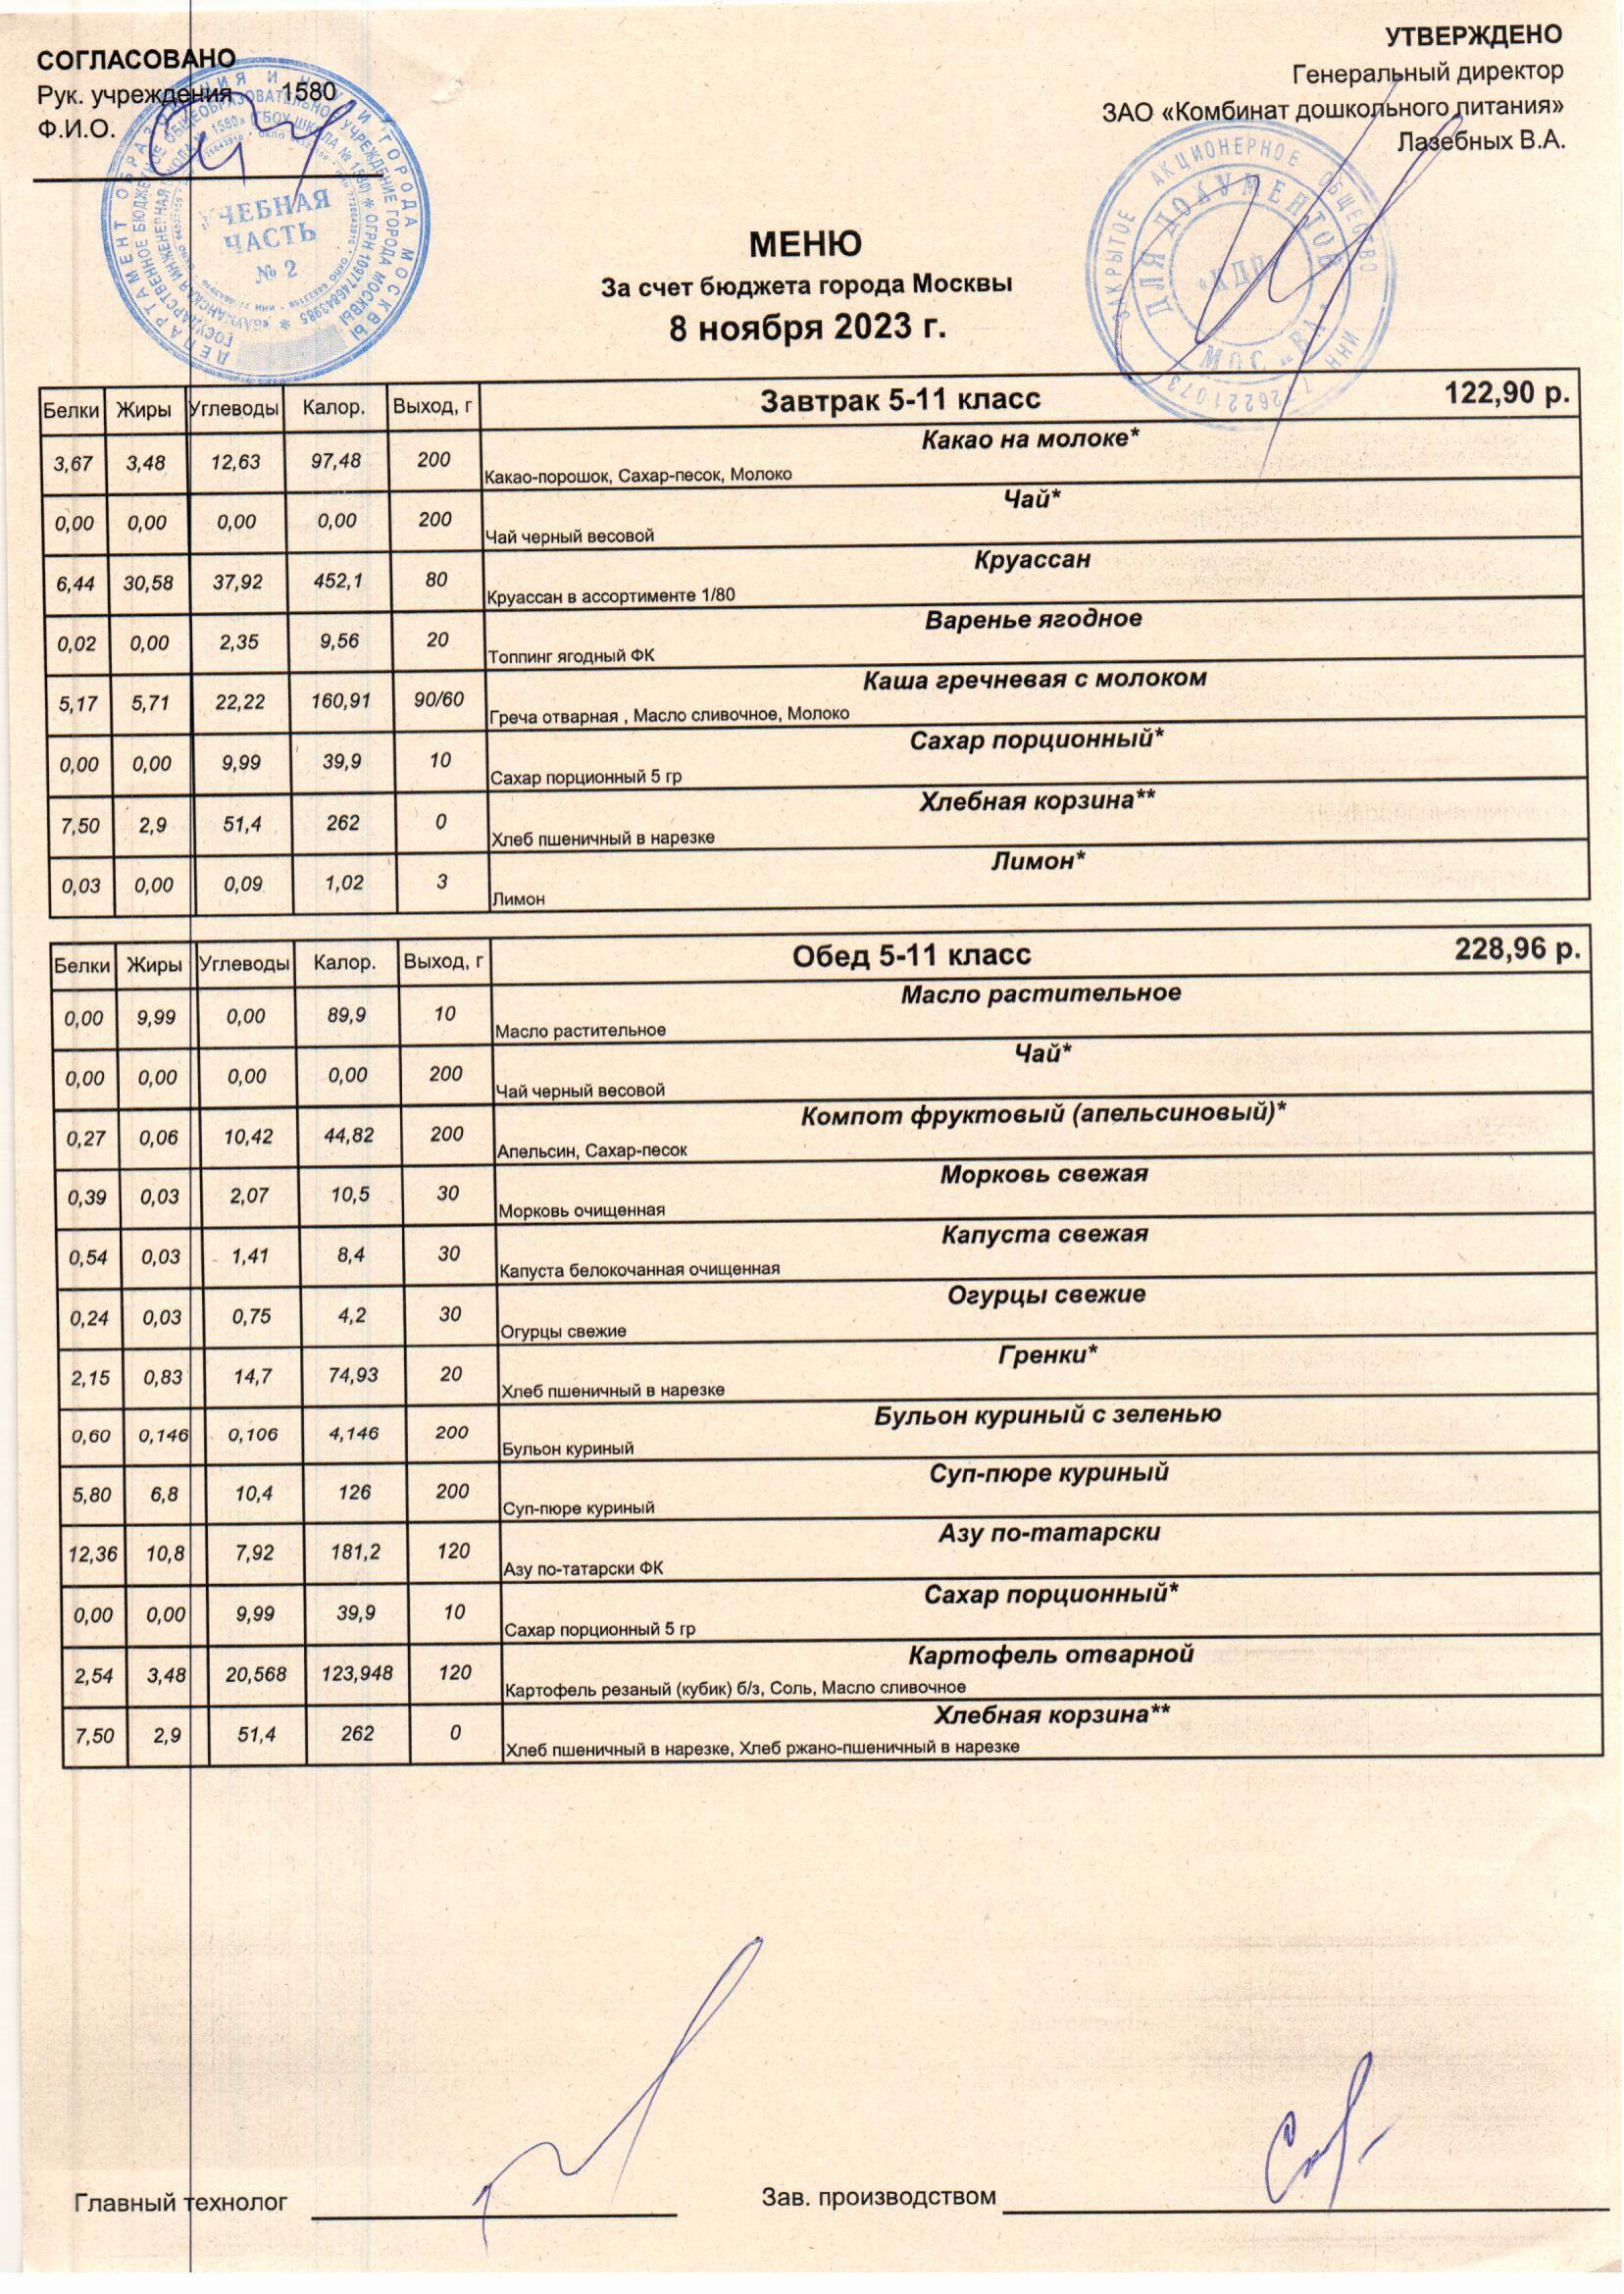 СОГЛАСОВАНО
Рук. учреждения 1580
Ф.И.О.
УТВЕРЖДЕНО
Генеральный директор
ЗАО «Комбинат дошкольного питания»
Лазебных В.А.
УЧЕБНАЯ
ЧАСТЬ
№ 2
ЗАКРЫТОЕ АКЦИОНЕРНОЕ ОБЩЕСТВО
ДЛЯ ДОКУМЕНТОВ
МЕНЮ
За счет бюджета города Москвы
8 ноября 2023 г.
Белки Жиры Углеводы Калор. Выход, г Завтрак 5-11 класс 122,90 р.
Какао на молоке*
3,67 3,48 12,63 97,48 200
Какао-порошок, Сахар-песок, Молоко
Чай*
0,00 0,00 0,00 0,00 200
Чай черный весовой
Круассан
6,44 30,58 37,92 452,1 80
Круассан в ассортименте 1/80
Варенье ягодное
0,02 0,00 2,35 9,56 20
Топпинг ягодный ФК
Каша гречневая с молоком
5,17 5,71 22,22 160,91 90/60
Греча отварная , Масло сливочное, Молоко
Сахар порционный*
0,00 0,00 9,99 39,9 10
Сахар порционный 5 гр
Хлебная корзина**
7,50 2,9 51,4 262 0
Хлеб пшеничный в нарезке
Лимон*
0,03 0,00 0,09 1,02 3
Лимон
Белки Жиры Углеводы Калор. Выход, г Обед 5-11 класс 228,96 р.
Масло растительное
0,00 9,99 0,00 89,9 10
Масло растительное
Чай*
0,00 0,00 0,00 0,00 200
Чай черный весовой
Компот фруктовый (апельсиновый)*
0,27 0,06 10,42 44,82 200
Апельсин, Сахар-песок
Морковь свежая
0,39 0,03 2,07 10,5 30
Морковь очищенная
Капуста свежая
0,54 0,03 1,41 8,4 30
Капуста белокочанная очищенная
Огурцы свежие
0,24 0,03 0,75 4,2 30
Огурцы свежие
Гренки*
2,15 0,83 14,7 74,93 20
Хлеб пшеничный в нарезке
Бульон куриный с зеленью
0,60 0,146 0,106 4,146 200
Бульон куриный
Суп-пюре куриный
5,80 6,8 10,4 126 200
Суп-пюре куриный
Азу по-татарски
12,36 10,8 7,92 181,2 120
Азу по-татарски ФК
Сахар порционный*
0,00 0,00 9,99 39,9 10
Сахар порционный 5 гр
Картофель отварной
2,54 3,48 20,568 123,948 120
Картофель резаный (кубик) б/з, Соль, Масло сливочное
Хлебная корзина**
7,50 2,9 51,4 262 0
Хлеб пшеничный в нарезке, Хлеб ржано-пшеничный в нарезке
Главный технолог
Зав. производством